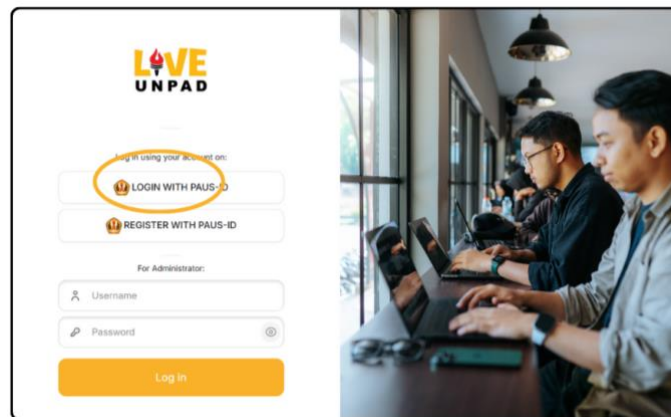 LIVE
UNPAD
Log in using your account on:
LOGIN WITH PAUS-ID
REGISTER WITH PAUS-ID
For Administrator:
Username
Password
Log In